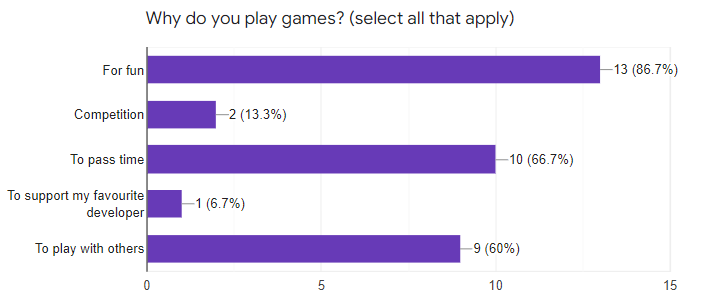 Why do you play games? (select all that apply)
For fun
13 (86.7%)
Competition
2 (13.3%)
To pass time
10 (66.7%)
To support my favourite
developer
1 (6.7%)
To play with others
9 (60%)
0
5
10
15